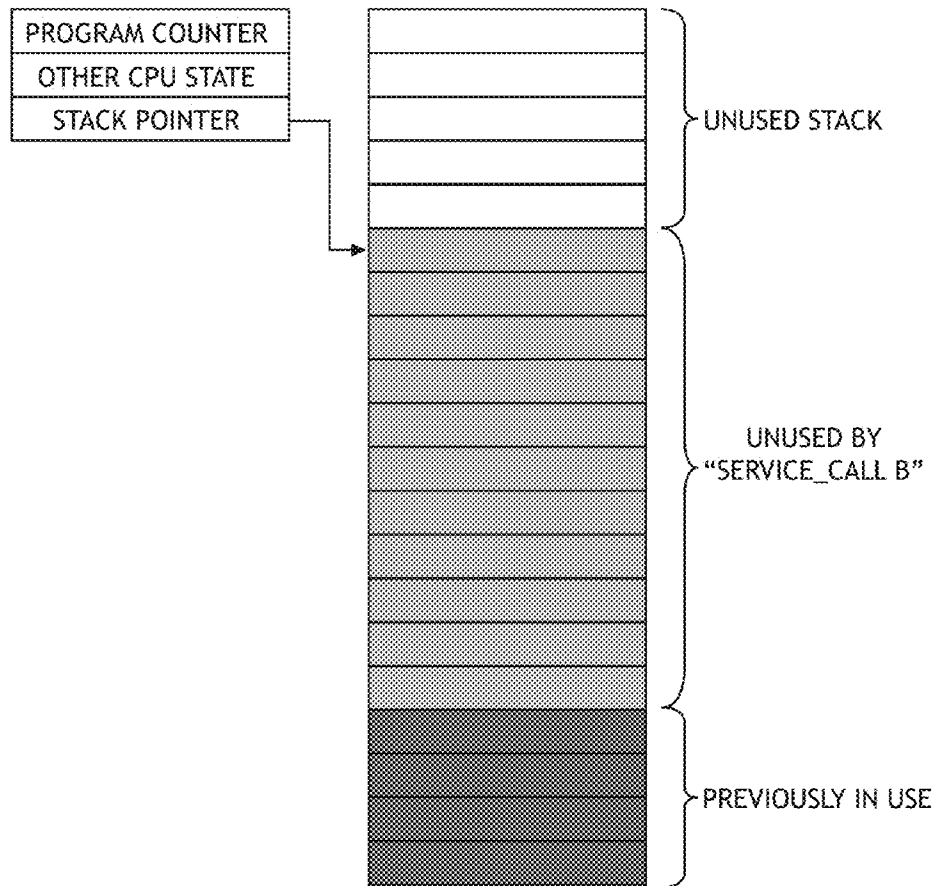 PROGRAM COUNTER
OTHER CPU STATE
STACK POINTER
UNUSED STACK
UNUSED BY
“SERVICE_CALL B”
PREVIOUSLY IN USE